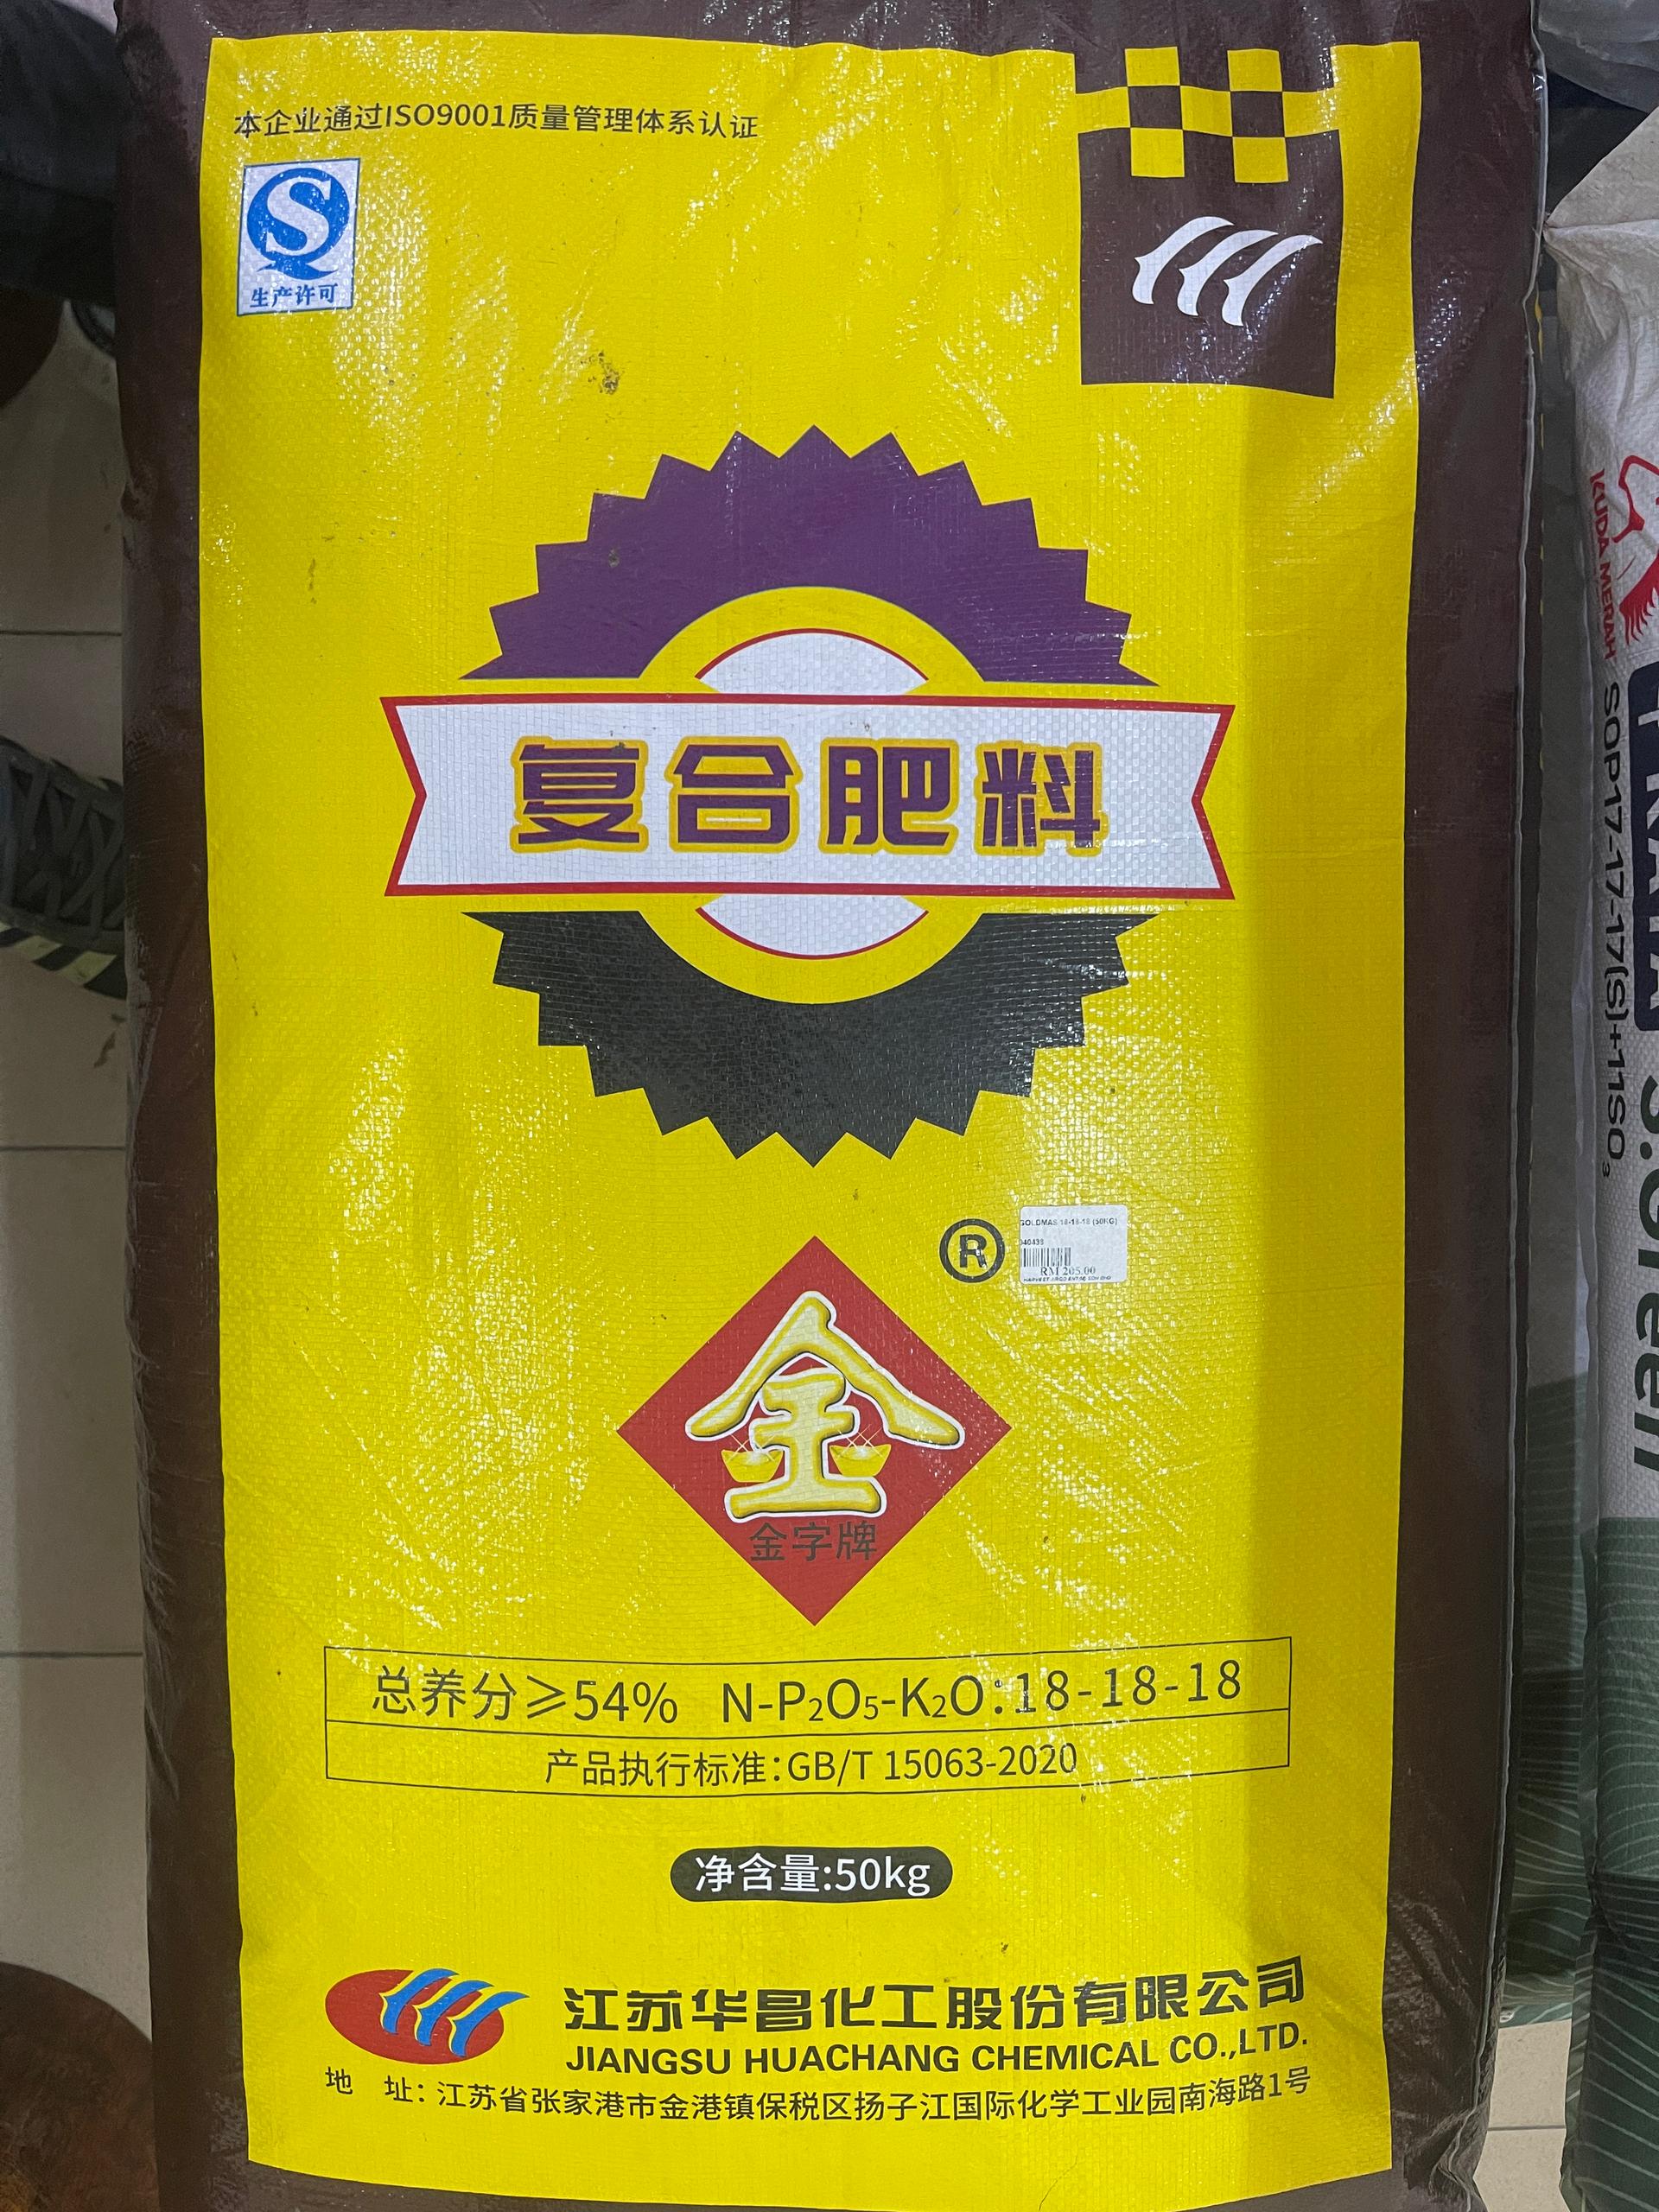 本企业通过ISO9001质量管理体系认证
S
生产许可
复合肥料
®
GOLDMAS 18-18-18 (50KG)
RM 205.00
金
金字牌
总养分≥54% N-P₂O₅-K₂O:18-18-18
产品执行标准:GB/T 15063-2020
净含量:50kg
江苏华昌化工股份有限公司
JIANGSU HUACHANG CHEMICAL CO.,LTD.
地 址:江苏省张家港市金港镇保税区扬子江国际化学工业园南海路1号
KUDA MERAH
SOP17-17-17(S)+11SO₃